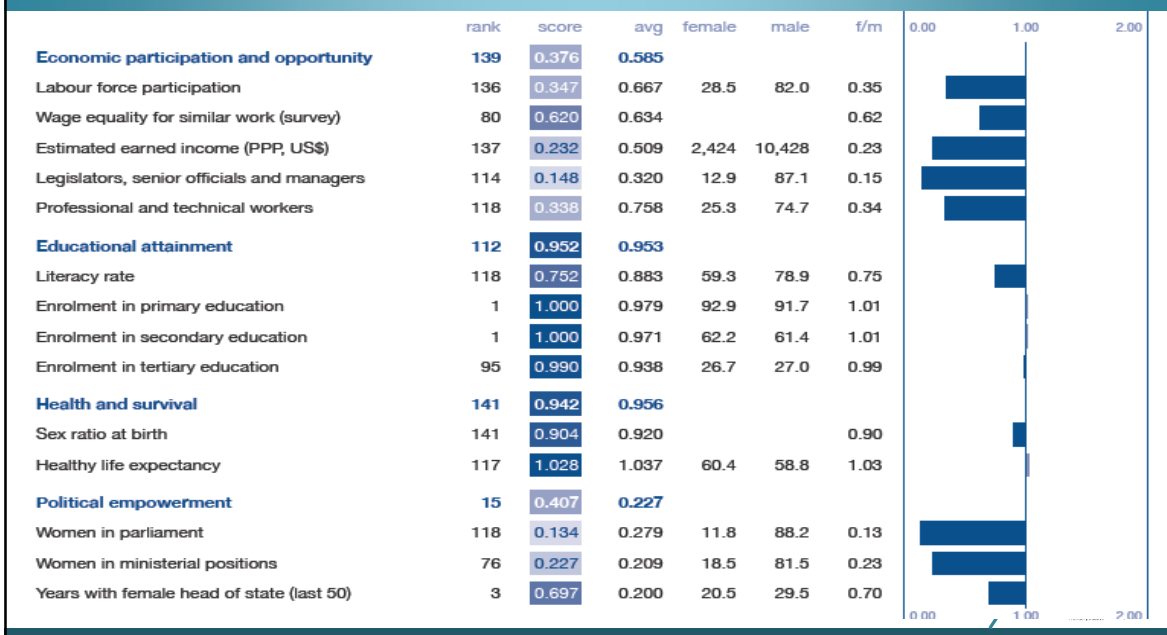 rank score avg female male f/m 0.00 1.00 2.00
Economic participation and opportunity 139 0.376 0.585
Labour force participation 136 0.347 0.667 28.5 82.0 0.35
Wage equality for similar work (survey) 80 0.620 0.634 0.62
Estimated earned income (PPP, US$) 137 0.232 0.509 2,424 10,428 0.23
Legislators, senior officials and managers 114 0.148 0.320 12.9 87.1 0.15
Professional and technical workers 118 0.338 0.758 25.3 74.7 0.34
Educational attainment 112 0.952 0.953
Literacy rate 118 0.752 0.883 59.3 78.9 0.75
Enrolment in primary education 1 1.000 0.979 92.9 91.7 1.01
Enrolment in secondary education 1 1.000 0.971 62.2 61.4 1.01
Enrolment in tertiary education 95 0.990 0.938 26.7 27.0 0.99
Health and survival 141 0.942 0.956
Sex ratio at birth 141 0.904 0.920 0.90
Healthy life expectancy 117 1.028 1.037 60.4 58.8 1.03
Political empowerment 15 0.407 0.227
Women in parliament 118 0.134 0.279 11.8 88.2 0.13
Women in ministerial positions 76 0.227 0.209 18.5 81.5 0.23
Years with female head of state (last 50) 3 0.697 0.200 20.5 29.5 0.70
0.00 1.00 2.00